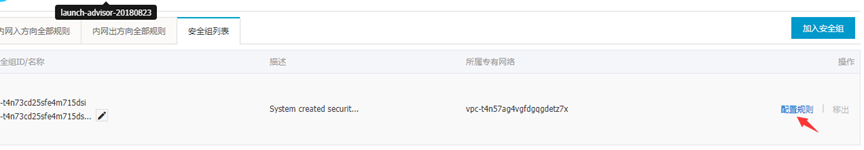 launch-advisor-20180823
内网入方向全部规则
内网出方向全部规则
安全组列表
加入安全组
全组ID/名称
描述
所属专有网络
操作
-t4n73cd25sfe4m715dsi
-t4n73cd25sfe4m715ds...
System created securit...
vpc-t4n57ag4vgfdgqgdetz7x
配置规则
移出